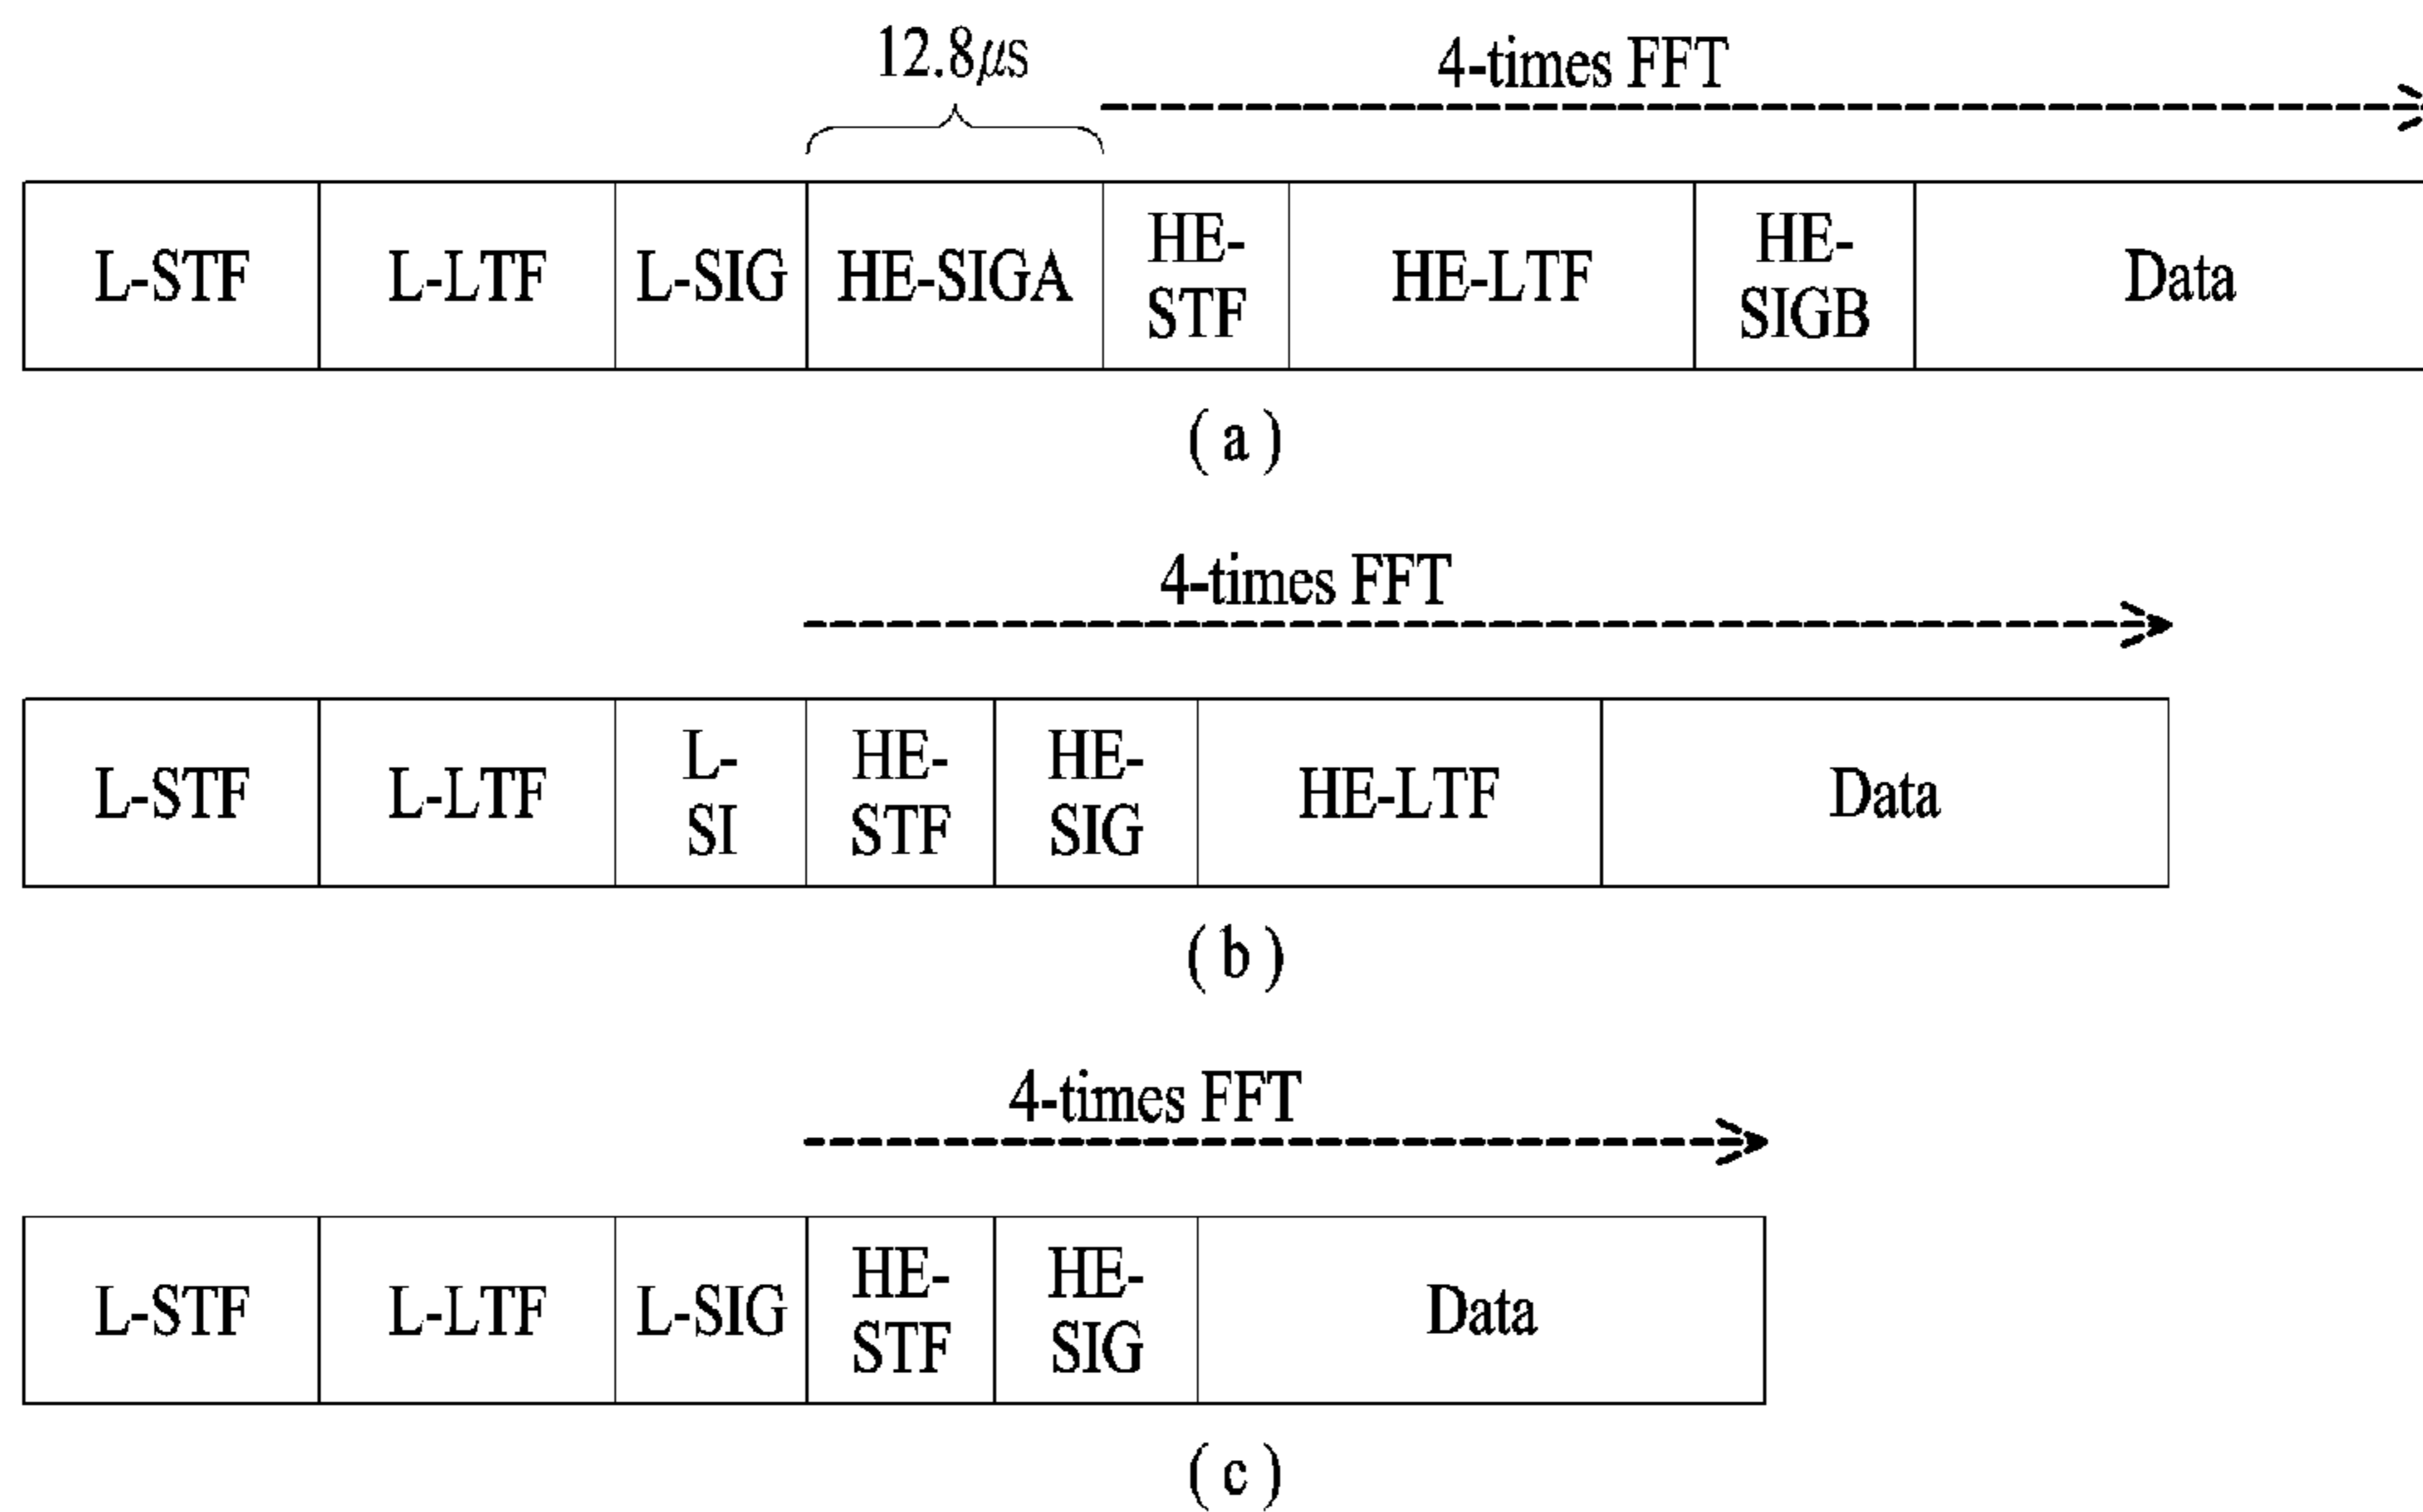 12.8μs
4-times FFT
L-STF L-LTF L-SIG HE-SIGA HE-
STF HE-LTF HE-
SIGB Data
(a)
4-times FFT
L-STF L-LTF L-
SI HE-
STF HE-
SIG HE-LTF Data
(b)
4-times FFT
L-STF L-LTF L-SIG HE-
STF HE-
SIG Data
(c)